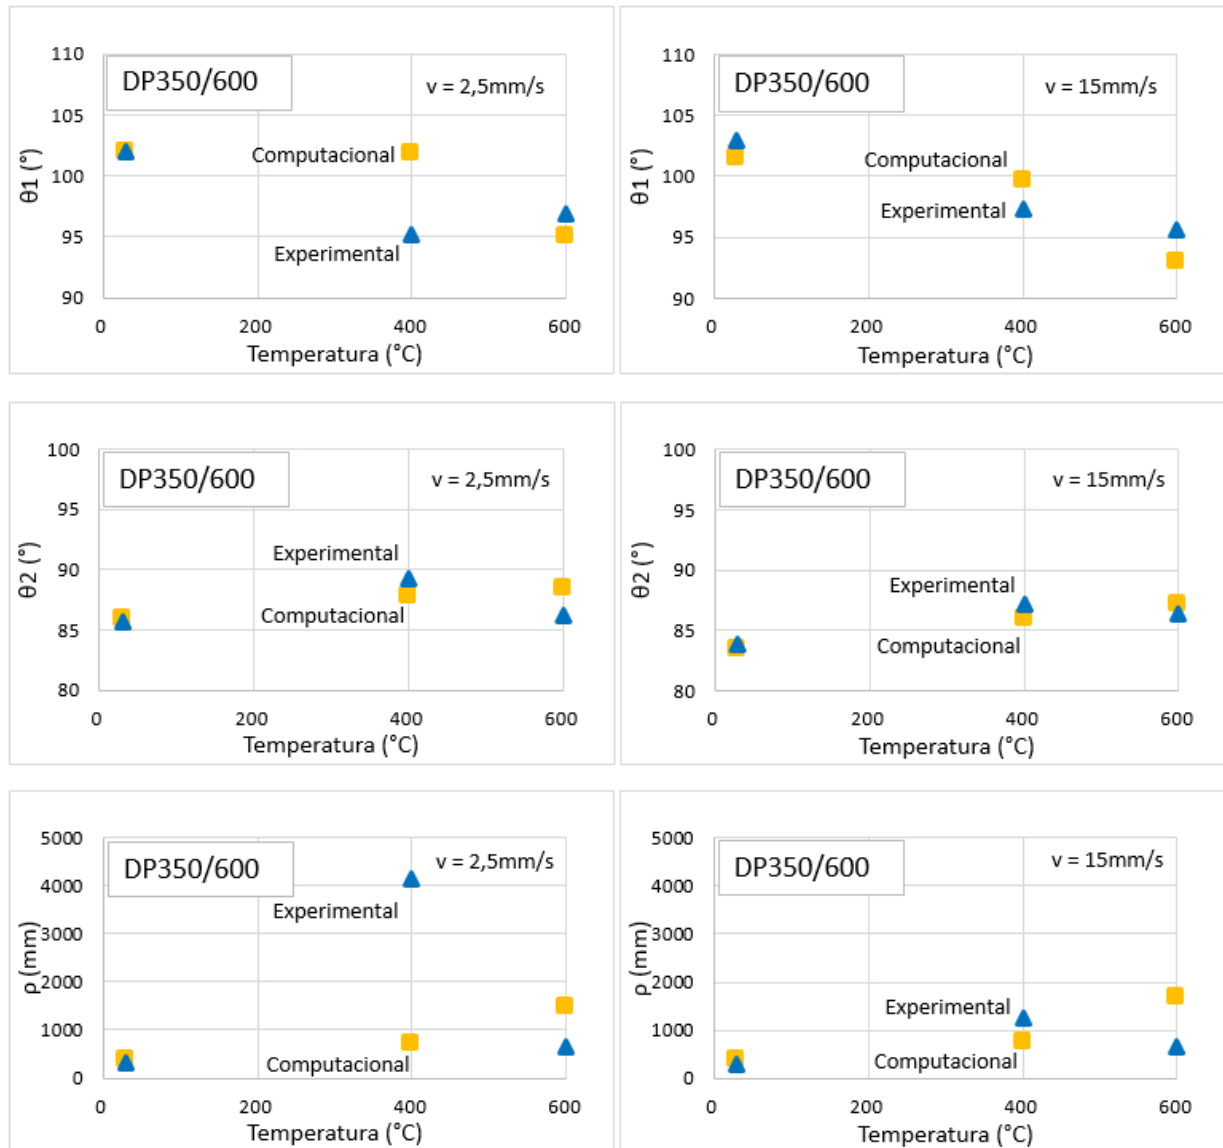 110
DP350/600
v = 2,5mm/s
105
Computacional
100
θ1 (°)
95
Experimental
90
0
200
400
600
Temperatura (°C)
110
DP350/600
v = 15mm/s
105
Computacional
100
θ1 (°)
Experimental
95
90
0
200
400
600
Temperatura (°C)
100
DP350/600
v = 2,5mm/s
95
Experimental
90
θ2 (°)
Computacional
85
80
0
200
400
600
Temperatura (°C)
100
DP350/600
v = 15mm/s
95
90
Experimental
θ2 (°)
85
Computacional
80
0
200
400
600
Temperatura (°C)
5000
DP350/600
v = 2,5mm/s
4000
Experimental
3000
ρ (mm)
2000
1000
Computacional
0
0
200
400
600
Temperatura (°C)
5000
DP350/600
v = 15mm/s
4000
3000
ρ (mm)
2000
Experimental
1000
Computacional
0
0
200
400
600
Temperatura (°C)